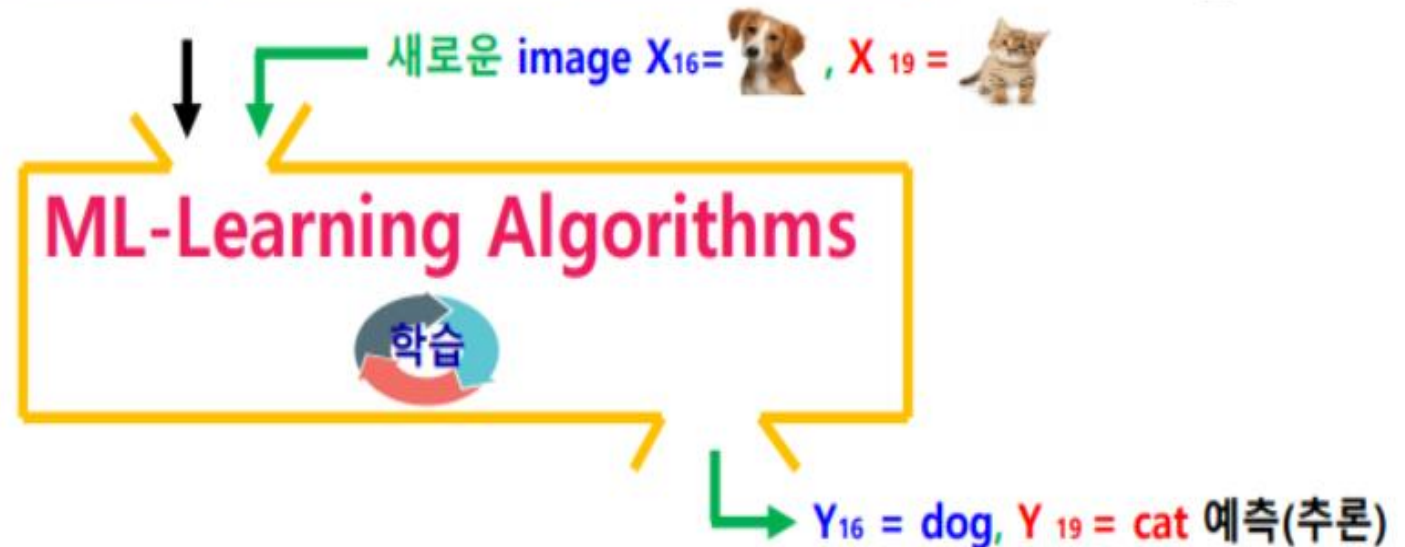 새로운 image X16= , X 19 =
ML-Learning Algorithms
학습
Y16 = dog, Y 19 = cat 예측(추론)